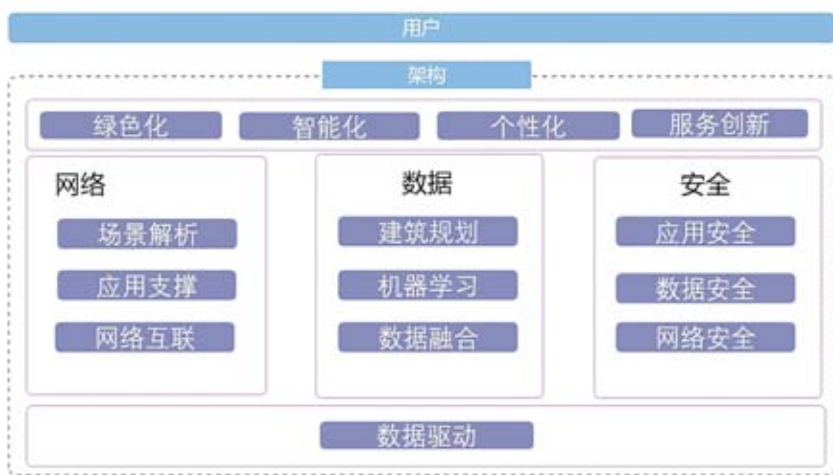 用户
架构
绿色化 智能化 个性化 服务创新
网络 数据 安全
场景解析 建筑规划 应用安全
应用支撑 机器学习 数据安全
网络互联 数据融合 网络安全
数据驱动